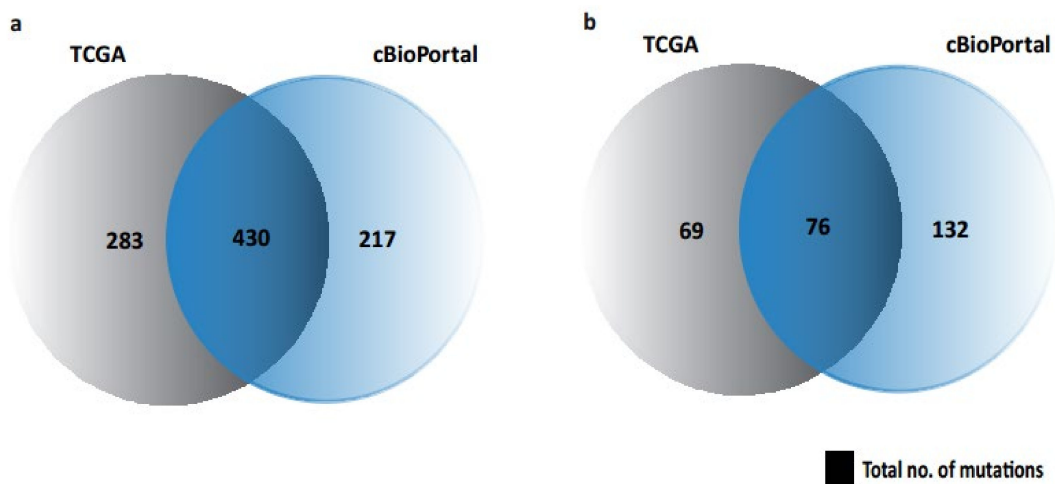 a
TCGA
cBioPortal
283
430
217
b
TCGA
cBioPortal
69
76
132
Total no. of mutations